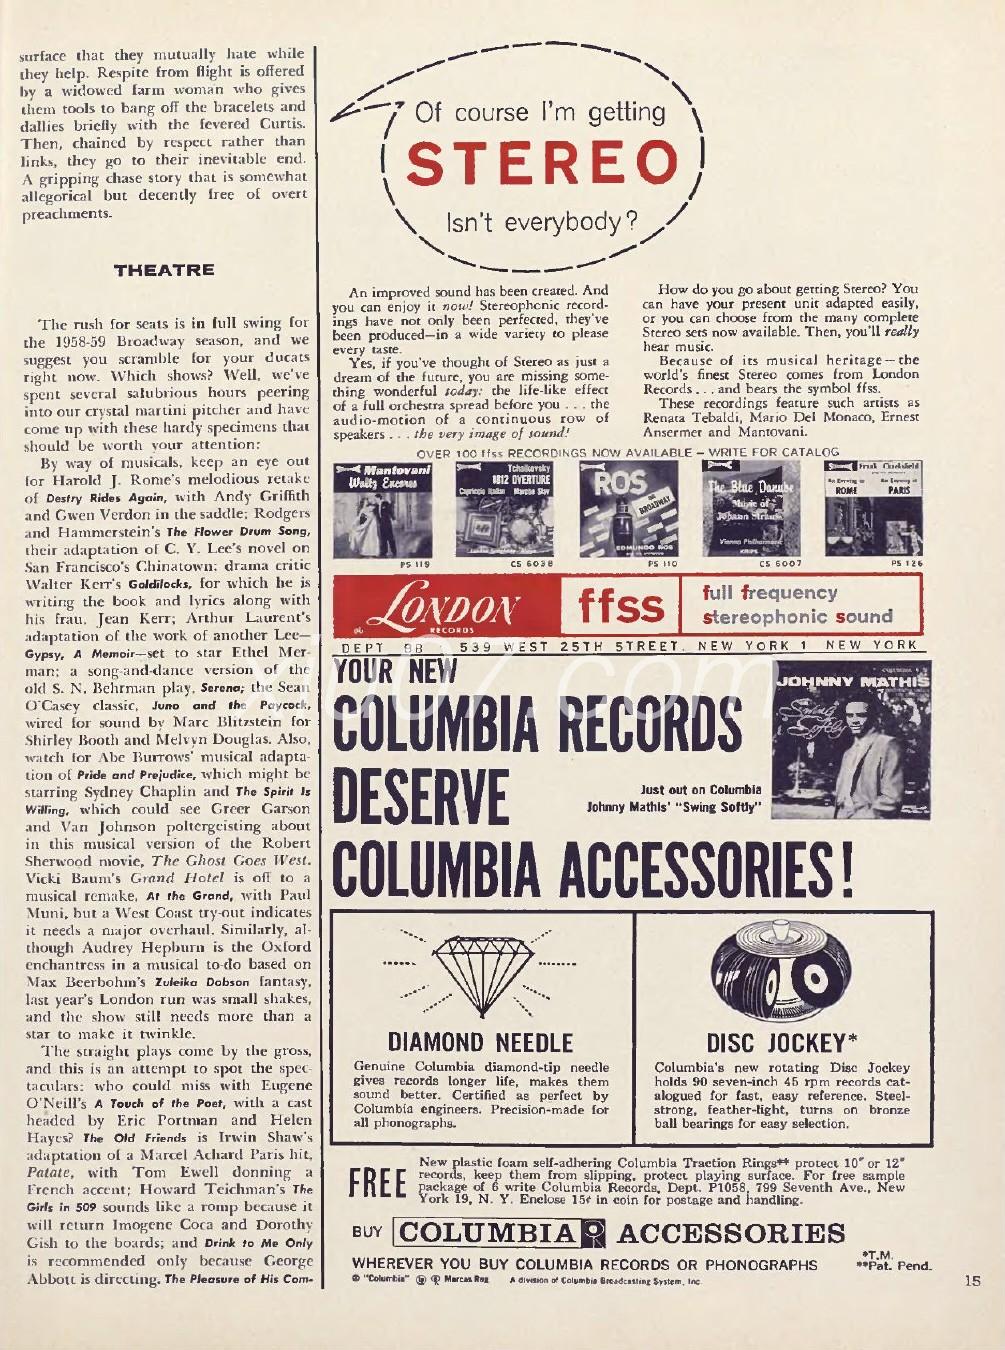 surface that they mutually hate while
they help. Respite from flight is offered
by a widowed farm woman who gives
them tools to bang off the bracelets and
dallies briefly with the fevered Curtis.
Then, chained by respect rather than
links, they go to their inevitable end.
A gripping chase story that is somewhat
allegorical but decently free of overt
preachments.
THEATRE
The rush for seats is in full swing for
the 1958-59 Broadway season, and we
suggest you scramble for your ducats
right now. Which shows? Well, we've
spent several salubrious hours peering
into our crystal martini pitcher and have
come up with these hardy specimens that
should be worth your attention:
By way of musicals, keep an eye out
for Harold J. Rome's melodious retake
of Destry Rides Again, with Andy Griffith
and Gwen Verdon in the saddle; Rodgers
and Hammerstein's The Flower Drum Song,
their adaptation of C. Y. Lee's novel on
San Francisco's Chinatown; drama critic
Walter Kerr's Goldilocks, for which he is
writing the book and lyrics along with
his frau, Jean Kerr; Arthur Laurent's
adaptation of the work of another Lee—
Gypsy, A Memoir—set to star Ethel Mer-
man; a song-and-dance version of the
old S. N. Behrman play, Serena; the Sean
O'Casey classic, Juno and the Paycock,
wired for sound by Marc Blitzstein for
Shirley Booth and Melvyn Douglas. Also,
watch for Abe Burrows' musical adapta-
tion of Pride and Prejudice, which might be
starring Sydney Chaplin and The Spirit Is
Willing, which could see Greer Garson
and Van Johnson poltergeisting about
in this musical version of the Robert
Sherwood movie, The Ghost Goes West.
Vicki Baum's Grand Hotel is off to a
musical remake, At the Grand, with Paul
Muni, but a West Coast try-out indicates
it needs a major overhaul. Similarly, al-
though Audrey Hepburn is the Oxford
enchantress in a musical to-do based on
Max Beerbohm's Zuleika Dobson fantasy,
last year's London run was small shakes,
and the show still needs more than a
star to make it twinkle.
The straight plays come by the gross,
and this is an attempt to spot the spec-
taculars: who could miss with Eugene
O'Neill's A Touch of the Poet, with a cast
headed by Eric Portman and Helen
Hayes? The Old Friends is Irwin Shaw's
adaptation of a Marcel Achard Paris hit,
Patate, with Tom Ewell donning a
French accent; Howard Teichman's The
Girls in 509 sounds like a romp because it
will return Imogene Coca and Dorothy
Gish to the boards; and Drink to Me Only
is recommended only because George
Abbott is directing. The Pleasure of His Com-
Of course I'm getting
STEREO
Isn't everybody?
An improved sound has been created. And
you can enjoy it now! Stereophonic record-
ings have not only been perfected, they've
been produced—in a wide variety to please
every taste.
Yes, if you've thought of Stereo as just a
dream of the future, you are missing some-
thing wonderful today: the life-like effect
of a full orchestra spread before you . . . the
audio-motion of a continuous row of
speakers . . . the very image of sound!
How do you go about getting Stereo? You
can have your present unit adapted easily,
or you can choose from the many complete
Stereo sets now available. Then, you'll really
hear music.
Because of its musical heritage—the
world's finest Stereo comes from London
Records . . . and bears the symbol ffss.
These recordings feature such artists as
Renata Tebaldi, Mario Del Monaco, Ernest
Ansermet and Mantovani.
OVER 100 ffss RECORDINGS NOW AVAILABLE – WRITE FOR CATALOG
Mantovani
Waltz Encores
Tchaikovsky
1812 OVERTURE
Capriccio Italien Marche Slav
ROS
ON
BROADWAY
EDMUNDO ROS
The Blue Danube
Music of
Johann Strauss
Vienna Philharmonic
KRIPS
Frank Chacksfield
An Evening in
ROME
An Evening in
PARIS
PS 119
CS 6038
PS 110
CS 6007
PS 126
LONDON
RECORDS
ffss
full frequency
stereophonic sound
DEPT BB 539 WEST 25TH STREET, NEW YORK 1 NEW YORK
YOUR NEW
COLUMBIA RECORDS
DESERVE
COLUMBIA ACCESSORIES!
Just out on Columbia
Johnny Mathis' "Swing Softly"
JOHNNY MATHIS
Swing
Softly
DIAMOND NEEDLE
Genuine Columbia diamond-tip needle
gives records longer life, makes them
sound better. Certified as perfect by
Columbia engineers. Precision-made for
all phonographs.
DISC JOCKEY*
Columbia's new rotating Disc Jockey
holds 90 seven-inch 45 rpm records cat-
alogued for fast, easy reference. Steel-
strong, feather-light, turns on bronze
ball bearings for easy selection.
FREE
New plastic foam self-adhering Columbia Traction Rings** protect 10" or 12"
records, keep them from slipping, protect playing surface. For free sample
package of 6 write Columbia Records, Dept. P1058, 799 Seventh Ave., New
York 19, N. Y. Enclose 15¢ in coin for postage and handling.
BUY COLUMBIA ACCESSORIES
WHEREVER YOU BUY COLUMBIA RECORDS OR PHONOGRAPHS
*T.M.
**Pat. Pend.
® "Columbia" ® Marcas Reg. A division of Columbia Broadcasting System, Inc.
15